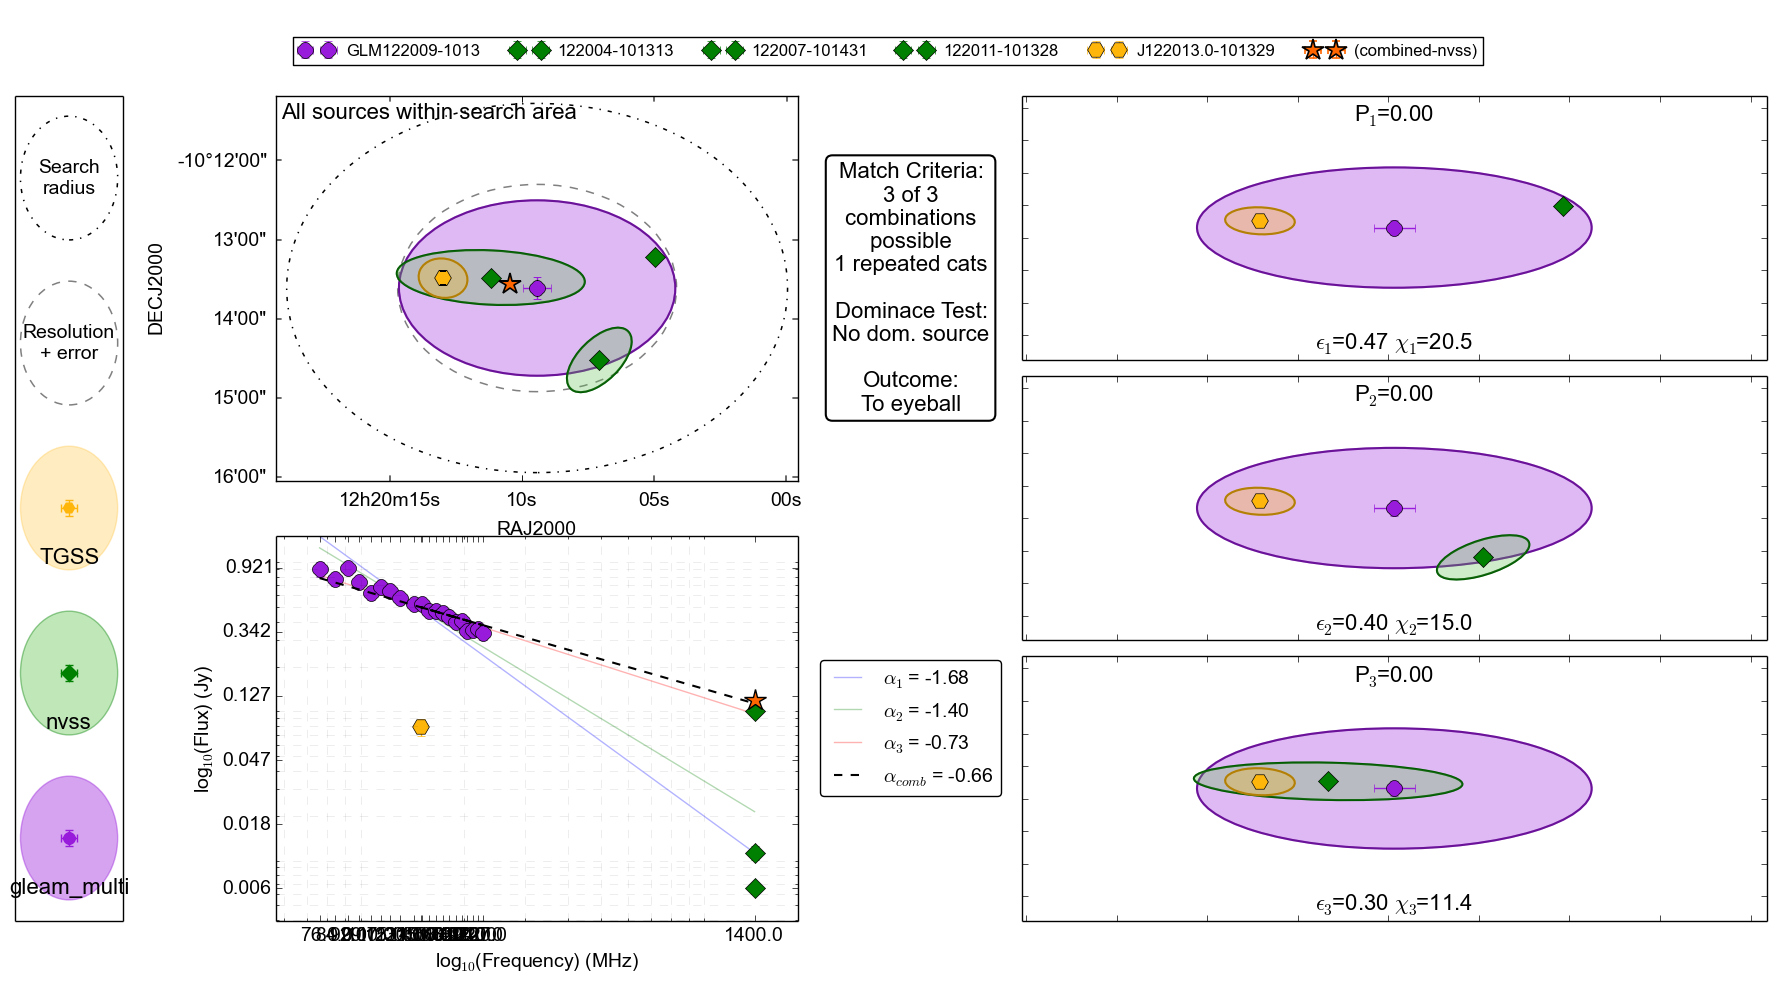 GLM122009-1013
122004-101313
122007-101431
122011-101328
J122013.0-101329
(combined-nvss)
Search
radius
Resolution
+ error
TGSS
nvss
gleam_multi
All sources within search area
DECJ2000
-10°12'00"
13'00"
14'00"
15'00"
16'00"
12h20m15s
10s
05s
00s
RAJ2000
log₁₀(Flux) (Jy)
0.921
0.342
0.127
0.047
0.018
0.006
1400.0
log₁₀(Frequency) (MHz)
Match Criteria:
3 of 3
combinations
possible
1 repeated cats
Dominace Test:
No dom. source
Outcome:
To eyeball
α₁ = -1.68
α₂ = -1.40
α₃ = -0.73
α_comb = -0.66
P₁=0.00
ϵ₁=0.47 χ₁=20.5
P₂=0.00
ϵ₂=0.40 χ₂=15.0
P₃=0.00
ϵ₃=0.30 χ₃=11.4